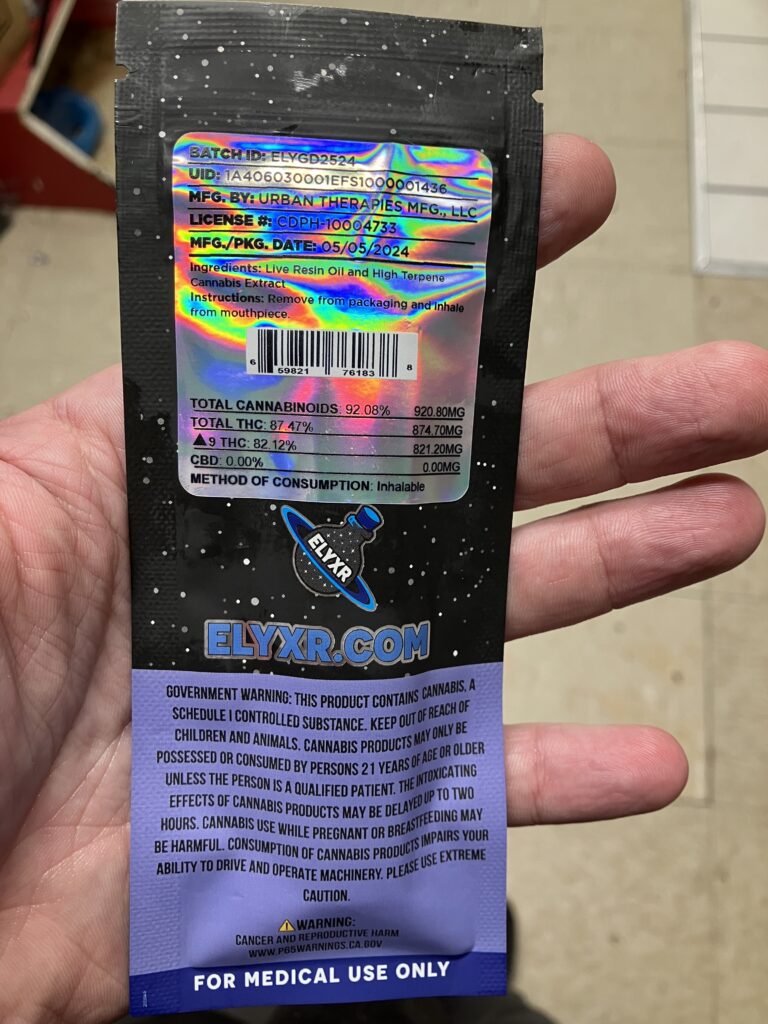 BATCH ID: ELYGD2524
UID: 1A406030001EFS1000001436
MFG. BY: URBAN THERAPIES MFG., LLC
LICENSE #: CDPH-10004733
MFG./PKG. DATE: 05/05/2024
Ingredients: Live Resin Oil and High Terpene
Cannabis Extract
Instructions: Remove from packaging and inhale
from mouthpiece.
6 59821 76183 8
TOTAL CANNABINOIDS: 92.08% 920.80MG
TOTAL THC: 87.47% 874.70MG
▲9 THC: 82.12% 821.20MG
CBD: 0.00% 0.00MG
METHOD OF CONSUMPTION: Inhalable
ELYXR
ELYXR.COM
GOVERNMENT WARNING: THIS PRODUCT CONTAINS CANNABIS, A
SCHEDULE I CONTROLLED SUBSTANCE. KEEP OUT OF REACH OF
CHILDREN AND ANIMALS. CANNABIS PRODUCTS MAY ONLY BE
POSSESSED OR CONSUMED BY PERSONS 21 YEARS OF AGE OR OLDER
UNLESS THE PERSON IS A QUALIFIED PATIENT. THE INTOXICATING
EFFECTS OF CANNABIS PRODUCTS MAY BE DELAYED UP TO TWO
HOURS. CANNABIS USE WHILE PREGNANT OR BREASTFEEDING MAY
BE HARMFUL. CONSUMPTION OF CANNABIS PRODUCTS IMPAIRS YOUR
ABILITY TO DRIVE AND OPERATE MACHINERY. PLEASE USE EXTREME
CAUTION.
⚠WARNING:
CANCER AND REPRODUCTIVE HARM
WWW.P65WARNINGS.CA.GOV
FOR MEDICAL USE ONLY